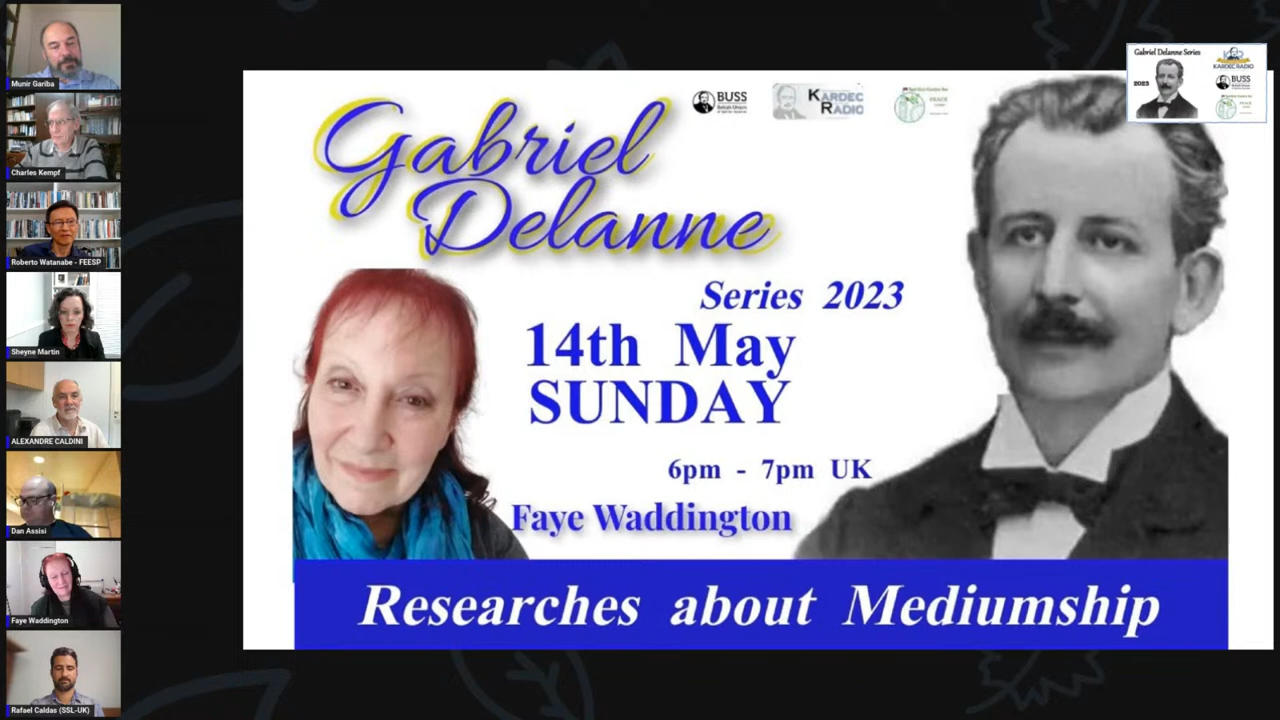 Munir Gariba
Charles Kempf
Roberto Watanabe - FEESP
Sheyne Martin
ALEXANDRE CALDINI
Dan Assisi
Faye Waddington
Rafael Caldas (SSL-UK)
Gabriel
Delanne
BUSS
KARDEC
RADIO
PEACE
Series 2023
14th May
SUNDAY
6pm - 7pm UK
Faye Waddington
Researches about Mediumship
Gabriel Delanne Series
2023
KARDEC RADIO
BUSS